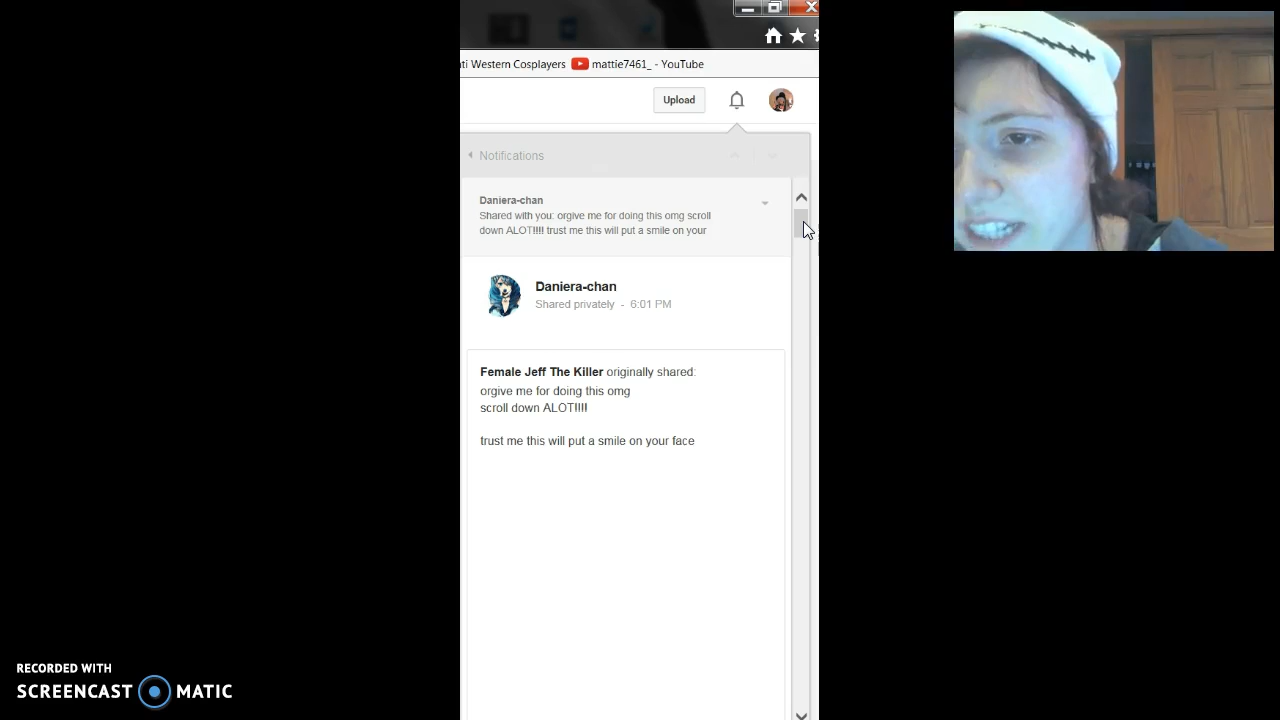 ti Western Cosplayers mattie7461_ - YouTube
Upload
Notifications
Daniera-chan
Shared with you: orgive me for doing this omg scroll
down ALOT!!!! trust me this will put a smile on your
Daniera-chan
Shared privately - 6:01 PM
Female Jeff The Killer originally shared:
orgive me for doing this omg
scroll down ALOT!!!!
trust me this will put a smile on your face
RECORDED WITH
SCREENCAST MATIC